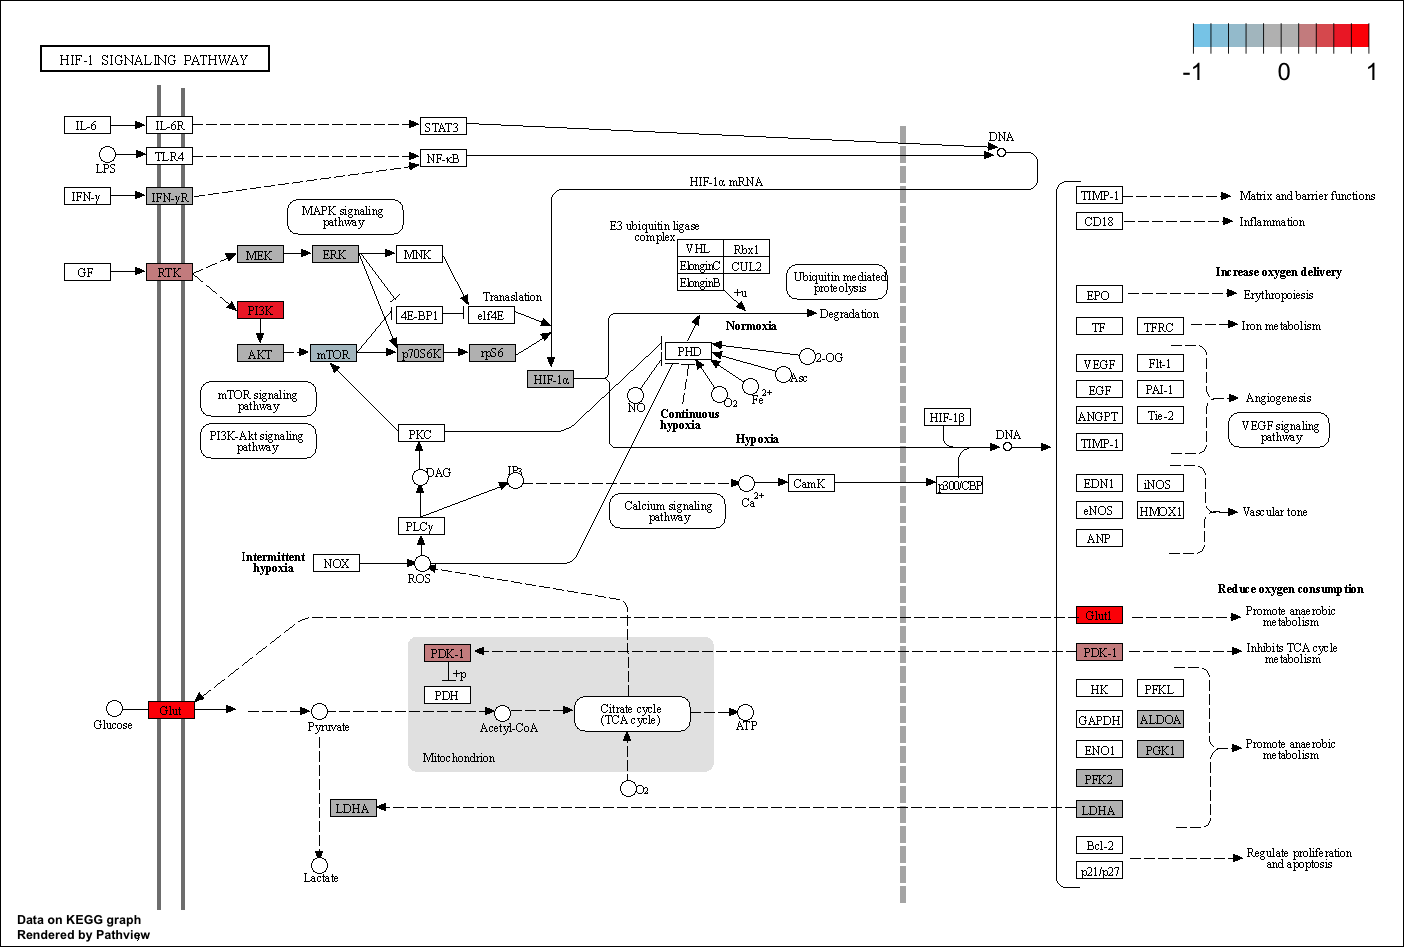 HIF-1 SIGNALING PATHWAY
-1 0 1
IL-6
IL-6R
STAT3
DNA
LPS
TLR4
NF-κB
IFN-γ
IFN-γR
HIF-1α mRNA
TIMP-1
Matrix and barrier functions
CD18
Inflammation
MAPK signaling
pathway
E3 ubiquitin ligase
complex
VHL
Rbx1
ElonginC
CUL2
ElonginB
+u
Ubiquitin mediated
proteolysis
MEK
ERK
MNK
GF
RTK
Increase oxygen delivery
EPO
Erythropoiesis
PI3K
Translation
4E-BP1
eIf4E
Normoxia
Degradation
TF
TFRC
Iron metabolism
AKT
mTOR
p70S6K
rpS6
HIF-1α
PHD
2-OG
Asc
Fe2+
O2
NO
Continuous
hypoxia
VEGF
Flt-1
EGF
PAI-1
ANGPT
Tie-2
TIMP-1
Angiogenesis
VEGF signaling
pathway
mTOR signaling
pathway
PI3K-Akt signaling
pathway
PKC
Hypoxia
HIF-1β
DNA
DAG
IP3
Ca2+
CamK
p300/CBP
Calcium signaling
pathway
PLCγ
EDN1
iNOS
eNOS
HMOX1
ANP
Vascular tone
Intermittent
hypoxia
NOX
ROS
Reduce oxygen consumption
Glut1
Promote anaerobic
metabolism
PDK-1
Inhibits TCA cycle
metabolism
PDK-1
+p
PDH
Glucose
Glut
Pyruvate
Acetyl-CoA
Citrate cycle
(TCA cycle)
ATP
Mitochondrion
O2
HK
PFKL
GAPDH
ALDOA
ENO1
PGK1
PFK2
LDHA
Promote anaerobic
metabolism
LDHA
Lactate
Bcl-2
p21/p27
Regulate proliferation
and apoptosis
Data on KEGG graph
Rendered by Pathview